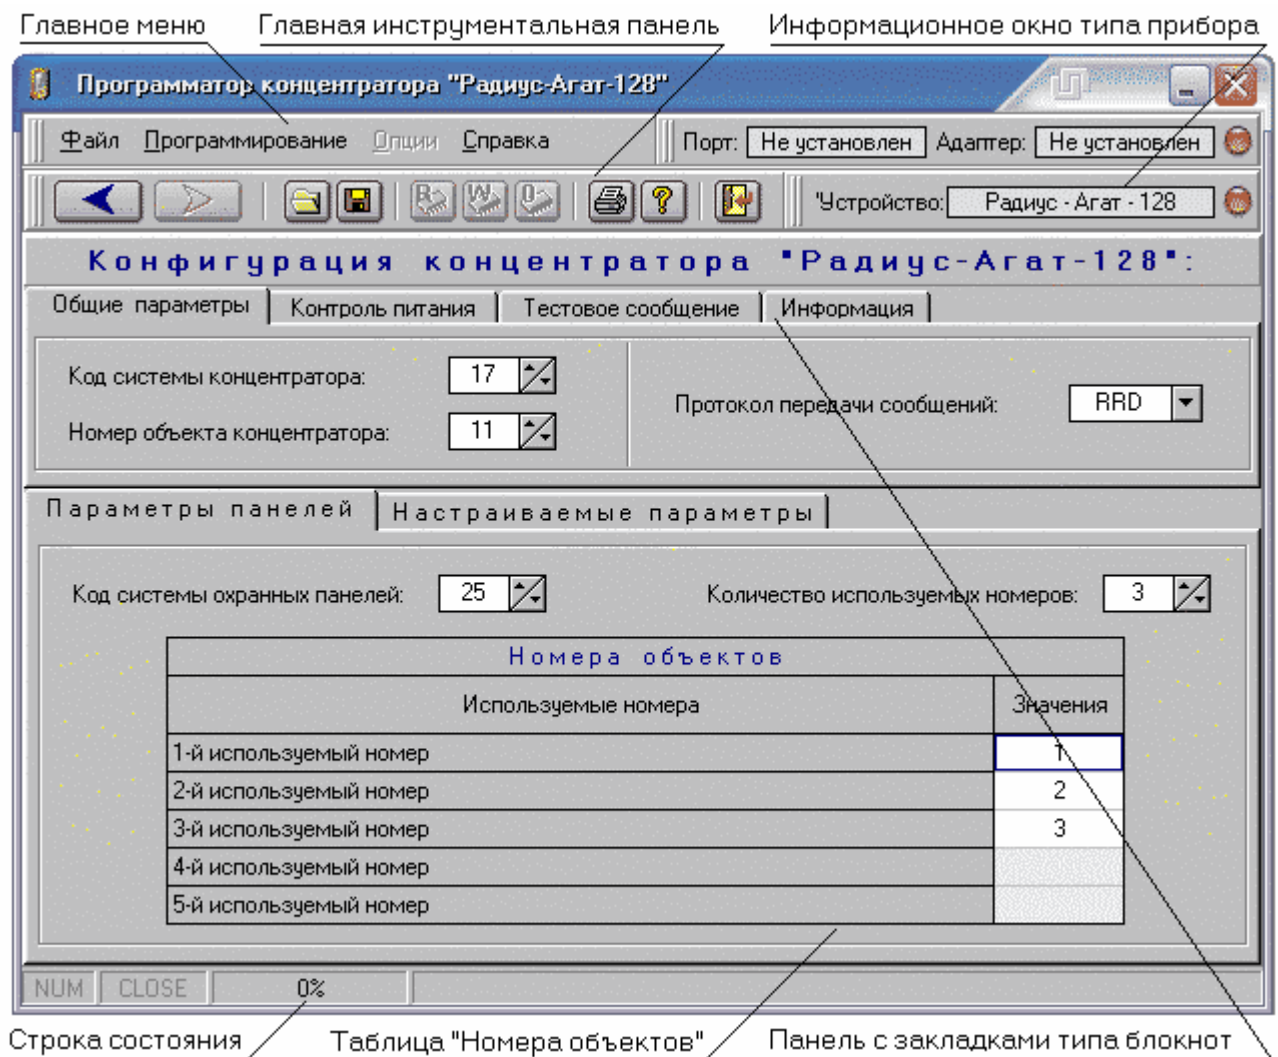 Главное меню Главная инструментальная панель Информационное окно типа прибора
Программатор концентратора "Радиус-Агат-128"
Файл Программирование Опции Справка Порт: Не установлен Адаптер: Не установлен
R W O ? Устройство: Радиус - Агат - 128
Конфигурация концентратора "Радиус-Агат-128":
Общие параметры Контроль питания Тестовое сообщение Информация
Код системы концентратора: 17
Протокол передачи сообщений: RRD
Номер объекта концентратора: 11
Параметры панелей Настраиваемые параметры
Код системы охранных панелей: 25 Количество используемых номеров: 3
Номера объектов
Используемые номера Значения
1-й используемый номер 1
2-й используемый номер 2
3-й используемый номер 3
4-й используемый номер
5-й используемый номер
NUM CLOSE 0%
Строка состояния Таблица "Номера объектов" Панель с закладками типа блокнот